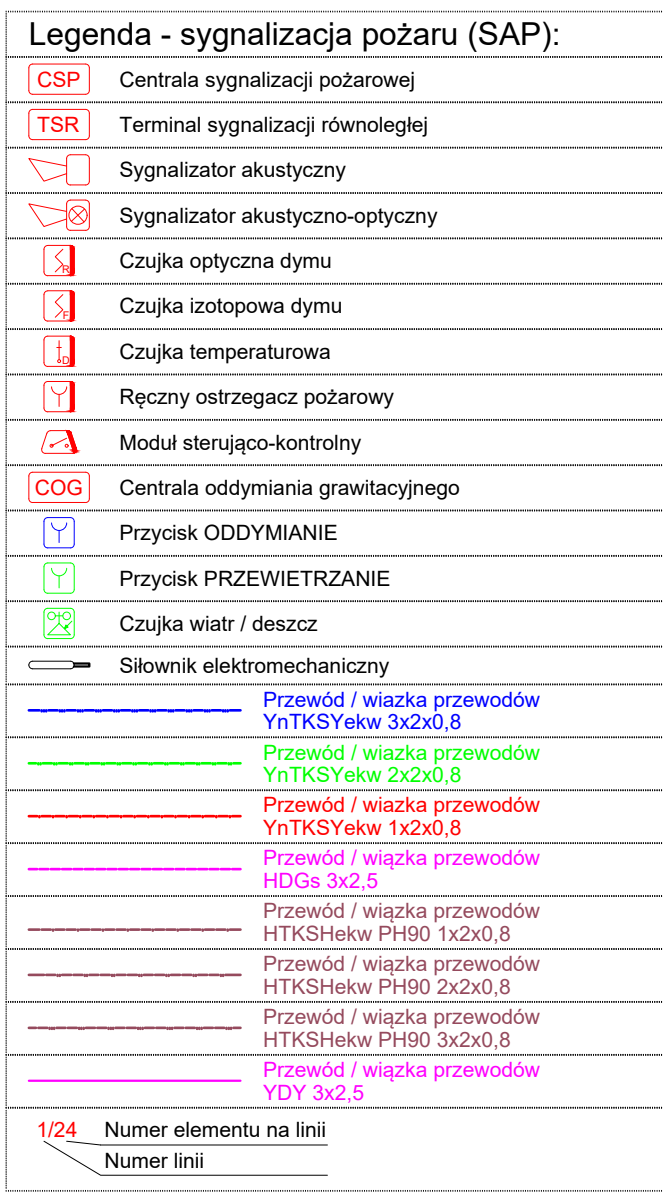 Legenda - sygnalizacja pożaru (SAP):
CSP Centrala sygnalizacji pożarowej
TSR Terminal sygnalizacji równoległej
Sygnalizator akustyczny
Sygnalizator akustyczno-optyczny
R Czujka optyczna dymu
F Czujka izotopowa dymu
D Czujka temperaturowa
Ręczny ostrzegacz pożarowy
Moduł sterująco-kontrolny
COG Centrala oddymiania grawitacyjnego
Przycisk ODDYMIANIE
Przycisk PRZEWIETRZANIE
Czujka wiatr / deszcz
Siłownik elektromechaniczny
Przewód / wiazka przewodów
YnTKSYekw 3x2x0,8
Przewód / wiazka przewodów
YnTKSYekw 2x2x0,8
Przewód / wiazka przewodów
YnTKSYekw 1x2x0,8
Przewód / wiązka przewodów
HDGs 3x2,5
Przewód / wiązka przewodów
HTKSHekw PH90 1x2x0,8
Przewód / wiązka przewodów
HTKSHekw PH90 2x2x0,8
Przewód / wiązka przewodów
HTKSHekw PH90 3x2x0,8
Przewód / wiązka przewodów
YDY 3x2,5
1/24 Numer elementu na linii
Numer linii